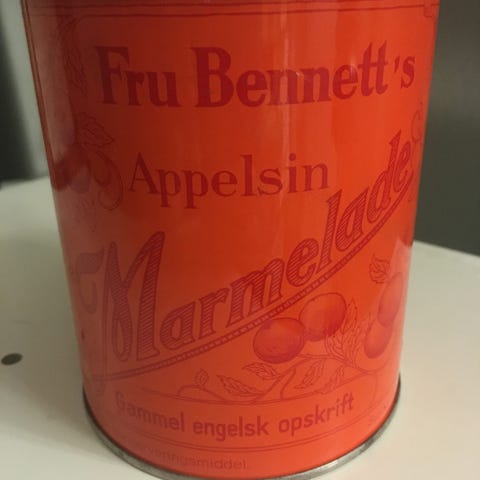 Fru Bennett's
Appelsin
Marmelade
Gammel engelsk opskrift